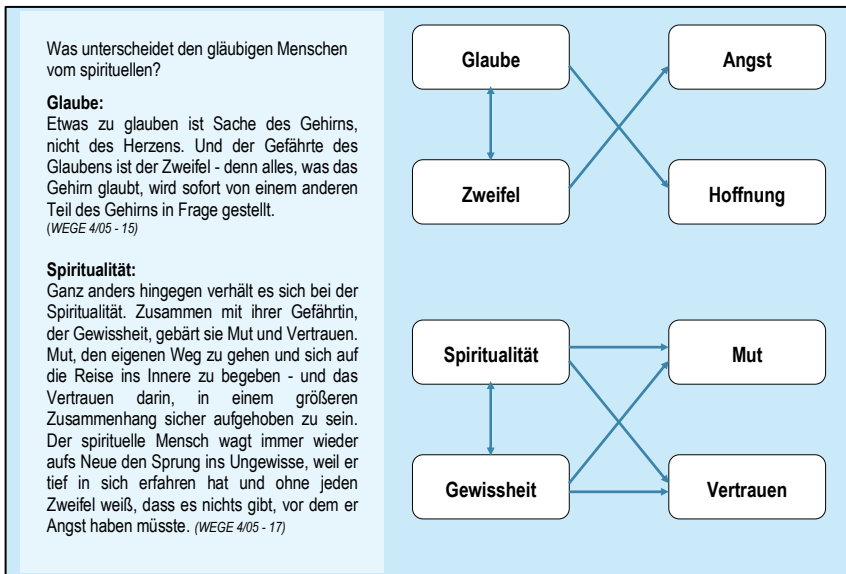 Was unterscheidet den gläubigen Menschen
vom spirituellen?
Glaube:
Etwas zu glauben ist Sache des Gehirns,
nicht des Herzens. Und der Gefährte des
Glaubens ist der Zweifel - denn alles, was das
Gehirn glaubt, wird sofort von einem anderen
Teil des Gehirns in Frage gestellt.
(WEGE 4/05 - 15)
Spiritualität:
Ganz anders hingegen verhält es sich bei der
Spiritualität. Zusammen mit ihrer Gefährtin,
der Gewissheit, gebärt sie Mut und Vertrauen.
Mut, den eigenen Weg zu gehen und sich auf
die Reise ins Innere zu begeben - und das
Vertrauen darin, in einem größeren
Zusammenhang sicher aufgehoben zu sein.
Der spirituelle Mensch wagt immer wieder
aufs Neue den Sprung ins Ungewisse, weil er
tief in sich erfahren hat und ohne jeden
Zweifel weiß, dass es nichts gibt, vor dem er
Angst haben müsste. (WEGE 4/05 - 17)
Glaube
Angst
Zweifel
Hoffnung
Spiritualität
Mut
Gewissheit
Vertrauen